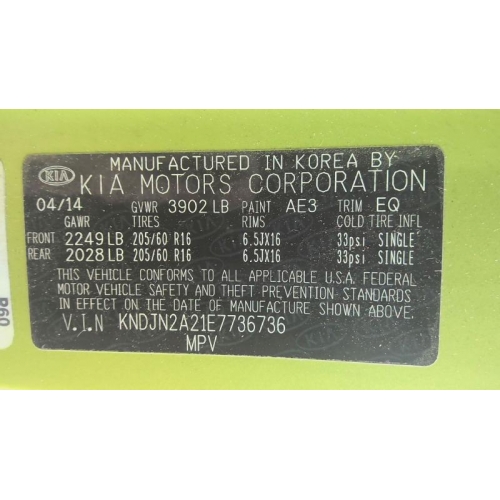 MANUFACTURED IN KOREA BY
KIA KIA MOTORS CORPORATION
04/14 GVWR 3902 LB PAINT AE3 TRIM EQ
GAWR TIRES RIMS COLD TIRE INFL
FRONT 2249 LB 205/60 R16 6.5JX16 33psi SINGLE
REAR 2028 LB 205/60 R16 6.5JX16 33psi SINGLE
THIS VEHICLE CONFORMS TO ALL APPLICABLE U.S.A. FEDERAL
MOTOR VEHICLE SAFETY AND THEFT PREVENTION STANDARDS
IN EFFECT ON THE DATE OF MANUFACTURE SHOWN ABOVE.
V.I.N KNDJN2A21E7736736
MPV